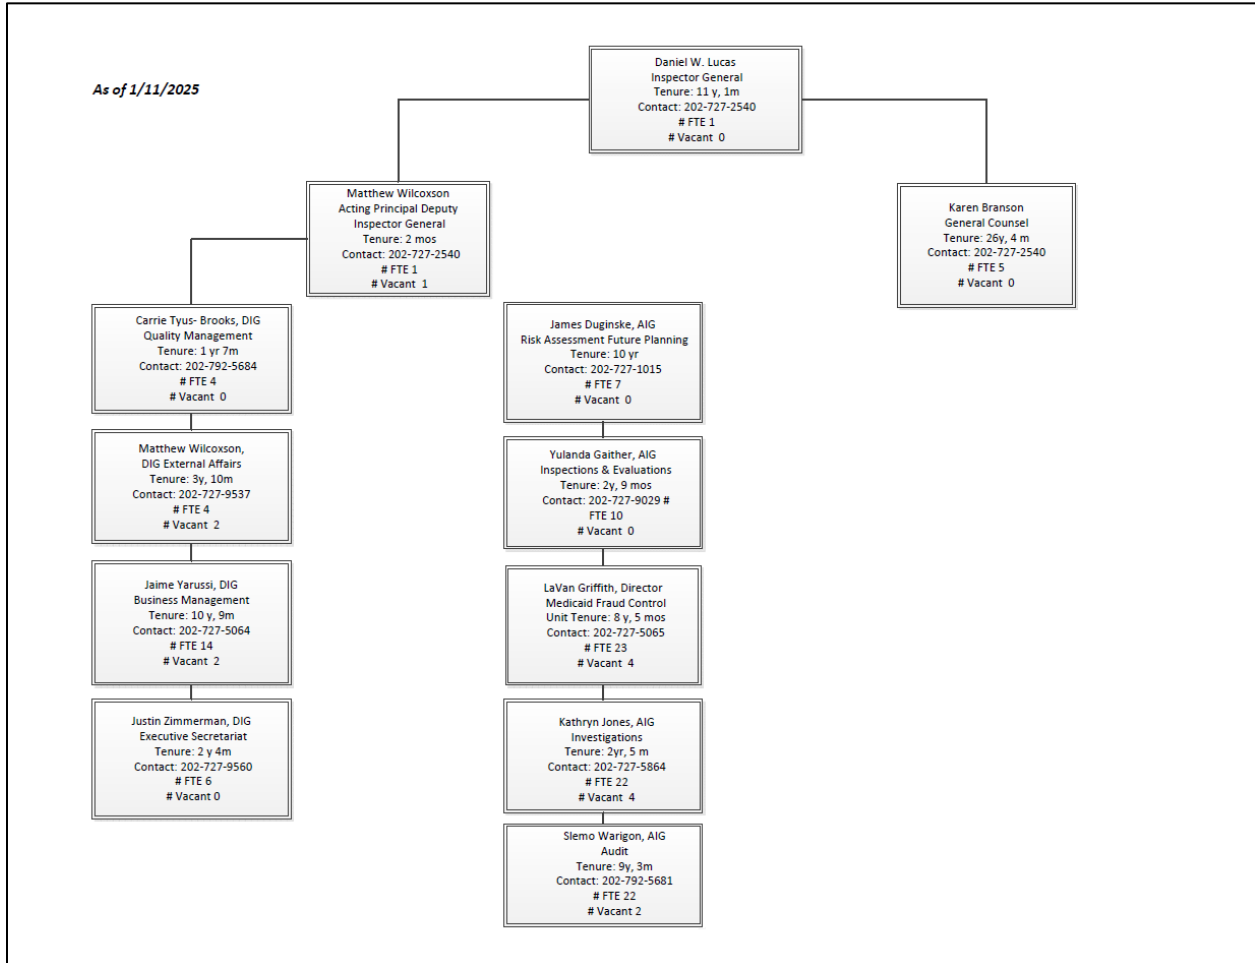 As of 1/11/2025
Daniel W. Lucas
Inspector General
Tenure: 11 y, 1m
Contact: 202-727-2540
# FTE 1
# Vacant 0
Matthew Wilcoxson
Acting Principal Deputy
Inspector General
Tenure: 2 mos
Contact: 202-727-2540
# FTE 1
# Vacant 1
Karen Branson
General Counsel
Tenure: 26y, 4 m
Contact: 202-727-2540
# FTE 5
# Vacant 0
Carrie Tyus- Brooks, DIG
Quality Management
Tenure: 1 yr 7m
Contact: 202-792-5684
# FTE 4
# Vacant 0
Matthew Wilcoxson,
DIG External Affairs
Tenure: 3y, 10m
Contact: 202-727-9537
# FTE 4
# Vacant 2
Jaime Yarussi, DIG
Business Management
Tenure: 10 y, 9m
Contact: 202-727-5064
# FTE 14
# Vacant 2
Justin Zimmerman, DIG
Executive Secretariat
Tenure: 2 y 4m
Contact: 202-727-9560
# FTE 6
# Vacant 0
James Duginske, AIG
Risk Assessment Future Planning
Tenure: 10 yr
Contact: 202-727-1015
# FTE 7
# Vacant 0
Yulanda Gaither, AIG
Inspections & Evaluations
Tenure: 2y, 9 mos
Contact: 202-727-9029 #
FTE 10
# Vacant 0
LaVan Griffith, Director
Medicaid Fraud Control
Unit Tenure: 8 y, 5 mos
Contact: 202-727-5065
# FTE 23
# Vacant 4
Kathryn Jones, AIG
Investigations
Tenure: 2yr, 5 m
Contact: 202-727-5864
# FTE 22
# Vacant 4
Slemo Warigon, AIG
Audit
Tenure: 9y, 3m
Contact: 202-792-5681
# FTE 22
# Vacant 2